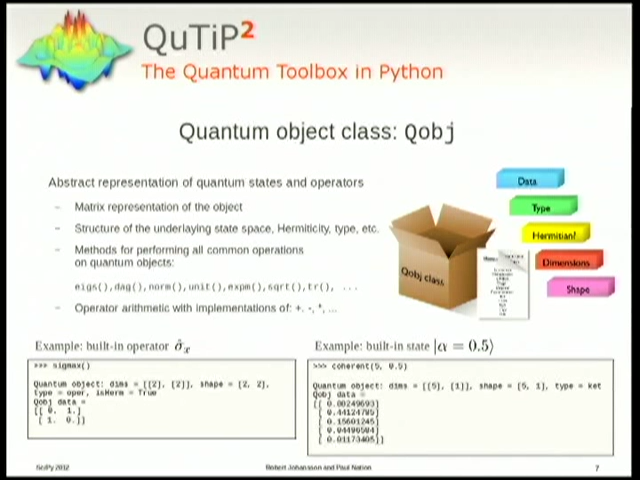 QuTiP²
The Quantum Toolbox in Python
Quantum object class: Qobj
Abstract representation of quantum states and operators
– Matrix representation of the object
– Structure of the underlaying state space, Hermiticity, type, etc.
– Methods for performing all common operations
on quantum objects:
eigs(),dag(),norm(),unit(),expm(),sqrt(),tr(), ...
– Operator arithmetic with implementations of: +. -, *, ...
Data
Type
Hermitian?
Dimensions
Shape
Qobj class
Example: built-in operator σ̂ₓ
>>> sigmax()
Quantum object: dims = [[2], [2]], shape = [2, 2],
type = oper, isHerm = True
Qobj data =
[[ 0. 1.]
[ 1. 0.]]
Example: built-in state |α = 0.5⟩
>>> coherent(5, 0.5)
Quantum object: dims = [[5], [1]], shape = [5, 1], type = ket
Qobj data =
[[ 0.88249693]
[ 0.44124785]
[ 0.15601245]
[ 0.04496584]
[ 0.01173405]]
SciPy 2012
Robert Johansson and Paul Nation
7